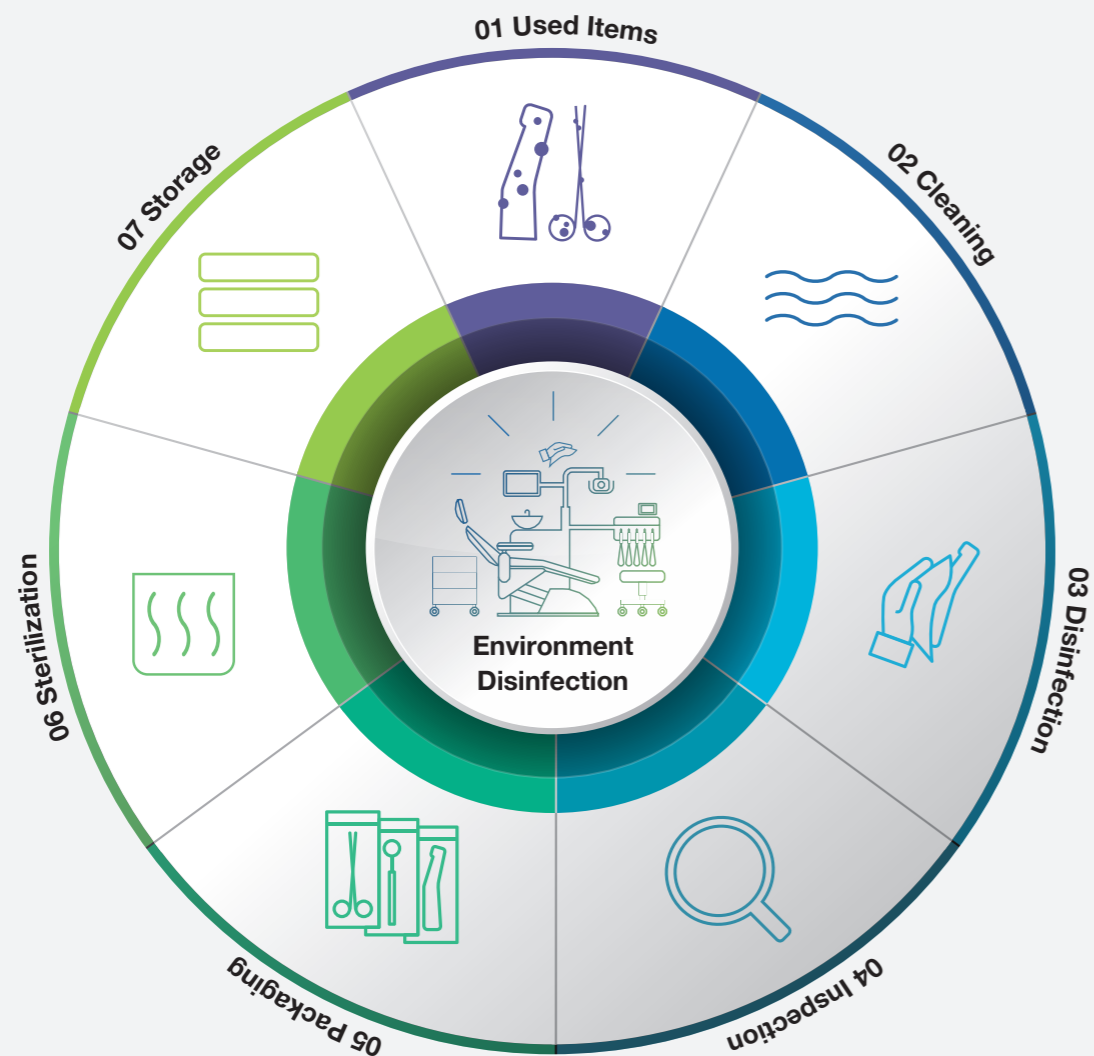 01 Used Items
02 Cleaning
03 Disinfection
04 Inspection
05 Packaging
06 Sterilization
07 Storage
Environment
Disinfection